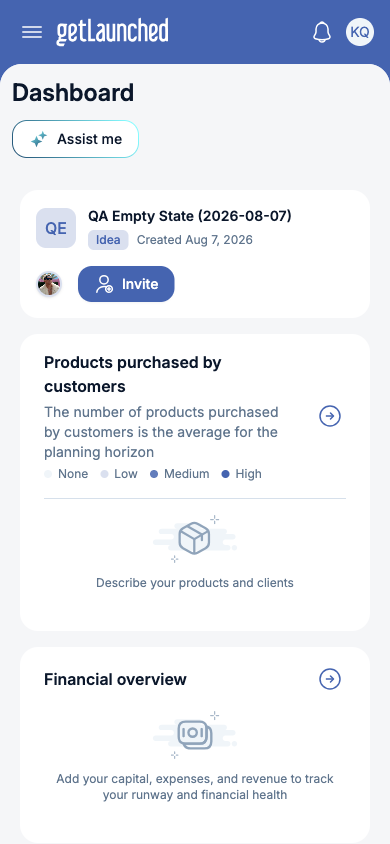 getLaunched
KQ
Dashboard
Assist me
QE
QA Empty State (2026-08-07)
Idea
Created Aug 7, 2026
Invite
Products purchased by
customers
The number of products purchased
by customers is the average for the
planning horizon
None
Low
Medium
High
Describe your products and clients
Financial overview
Add your capital, expenses, and revenue to track
your runway and financial health